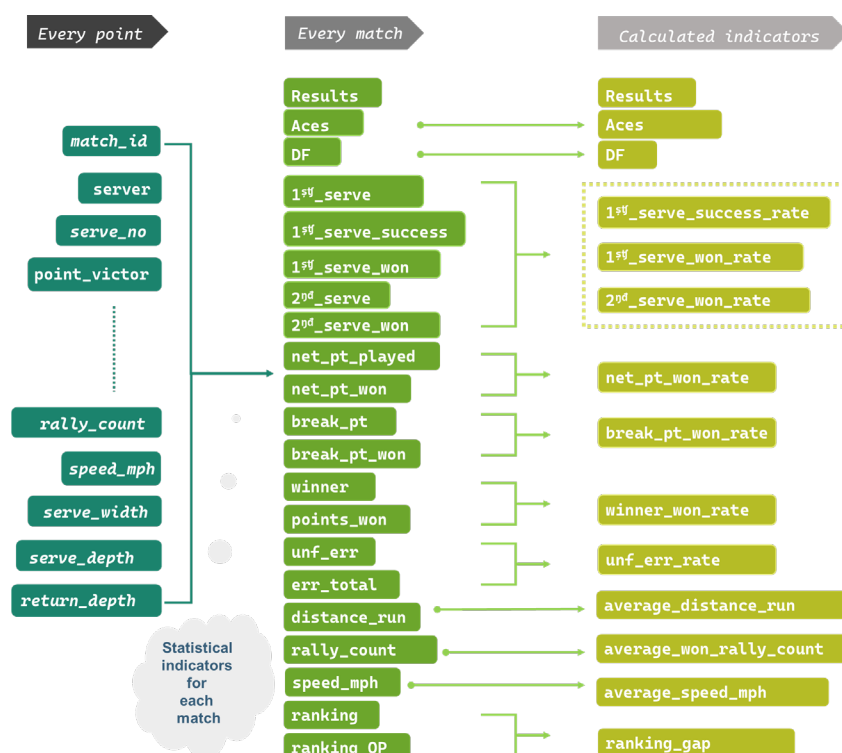 Every point
Every match
Calculated indicators
match_id
server
serve_no
point_victor
rally_count
speed_mph
serve_width
serve_depth
return_depth
Statistical
indicators
for
each
match
Results
Aces
DF
1st_serve
1st_serve_success
1st_serve_won
2nd_serve
2nd_serve_won
net_pt_played
net_pt_won
break_pt
break_pt_won
winner
points_won
unf_err
err_total
distance_run
rally_count
speed_mph
ranking
ranking_OP
Results
Aces
DF
1st_serve_success_rate
1st_serve_won_rate
2nd_serve_won_rate
net_pt_won_rate
break_pt_won_rate
winner_won_rate
unf_err_rate
average_distance_run
average_won_rally_count
average_speed_mph
ranking_gap